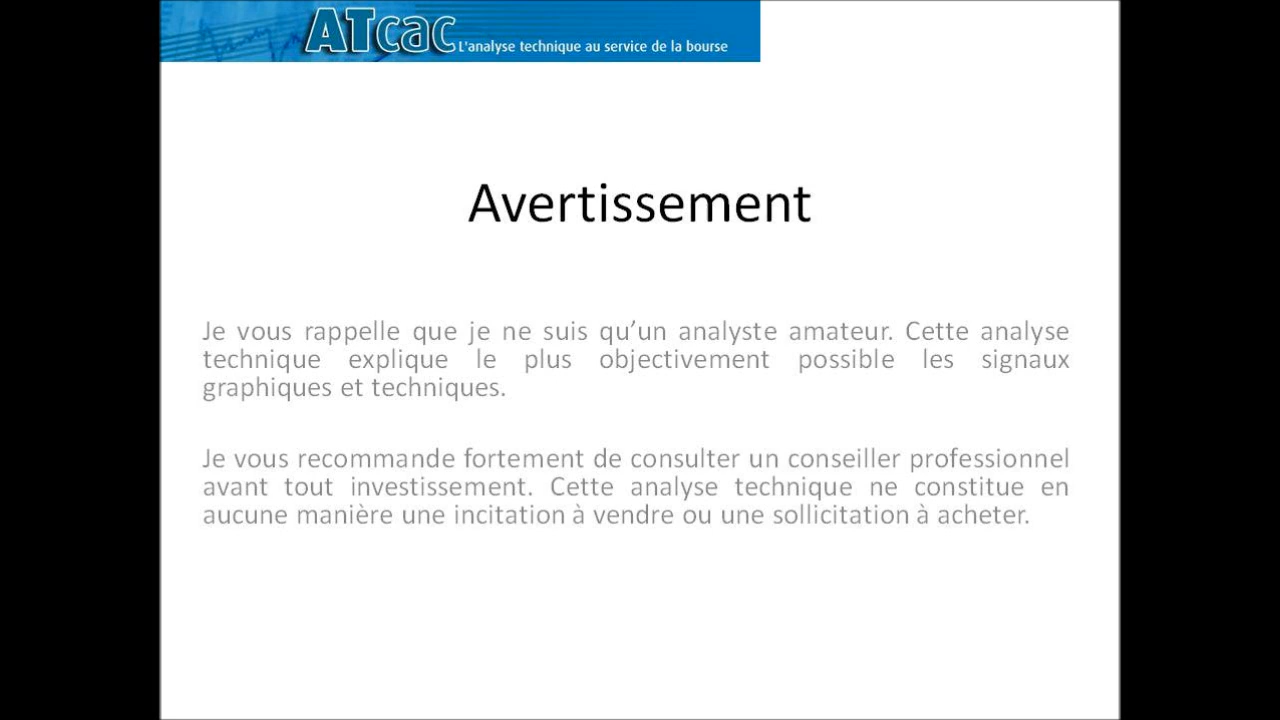 ATcac L'analyse technique au service de la bourse
Avertissement
Je vous rappelle que je ne suis qu’un analyste amateur. Cette analyse
technique explique le plus objectivement possible les signaux
graphiques et techniques.
Je vous recommande fortement de consulter un conseiller professionnel
avant tout investissement. Cette analyse technique ne constitue en
aucune manière une incitation à vendre ou une sollicitation à acheter.